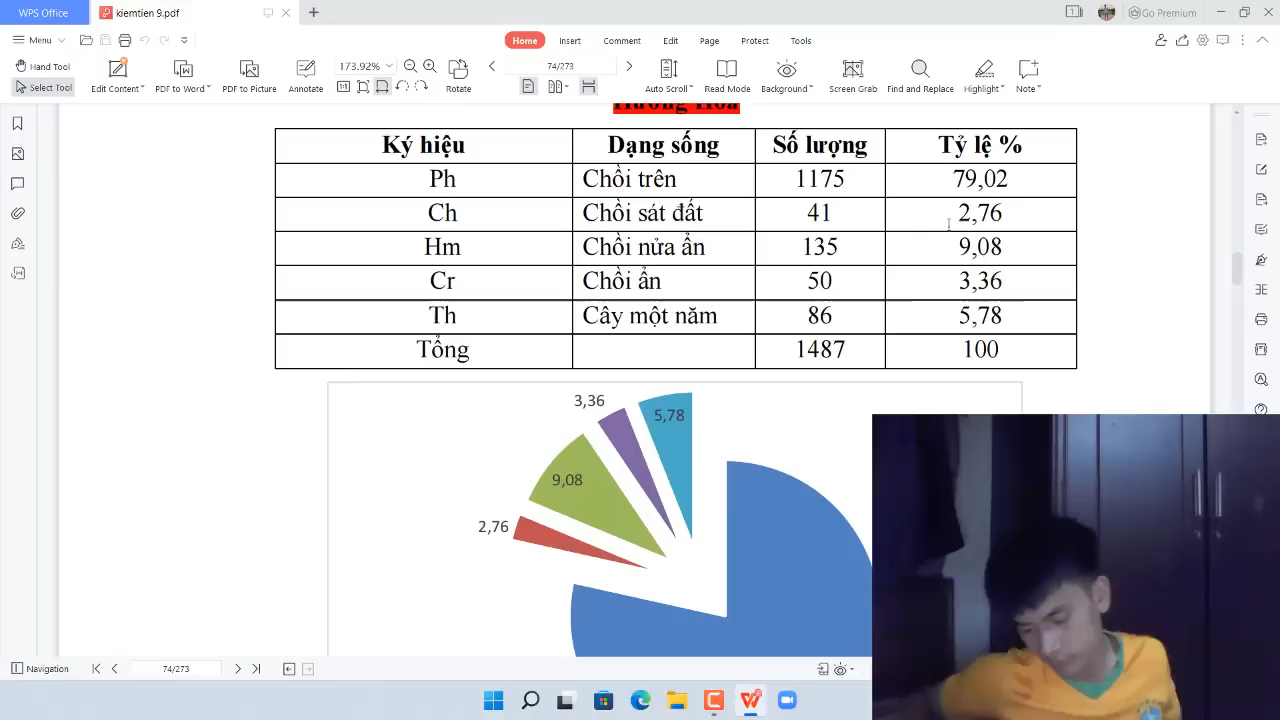 WPS Office
kiemtien 9.pdf
Go Premium
Menu
Home
Insert
Comment
Edit
Page
Protect
Tools
Hand Tool
Select Tool
Edit Content
PDF to Word
PDF to Picture
Annotate
173.92%
Rotate
74/273
Auto Scroll
Read Mode
Background
Screen Grab
Find and Replace
Highlight
Note
Hương Hóa
Ký hiệu Dạng sống Số lượng Tỷ lệ %
Ph Chồi trên 1175 79,02
Ch Chồi sát đất 41 2,76
Hm Chồi nửa ẩn 135 9,08
Cr Chồi ẩn 50 3,36
Th Cây một năm 86 5,78
Tổng 1487 100
3,36
5,78
9,08
2,76
Navigation
74/273